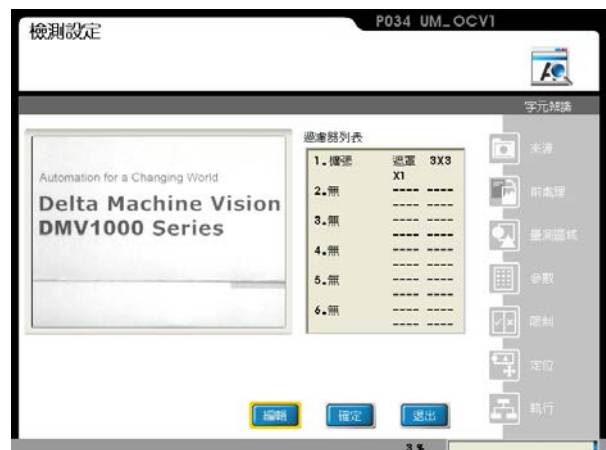 檢測設定
P034 UM_OCV1
字元辨識
過濾器列表
1.擴張 遮罩 3X3
X1
2.無 ---- ----
---- ----
3.無 ---- ----
---- ----
4.無 ---- ----
---- ----
5.無 ---- ----
---- ----
6.無 ---- ----
---- ----
Automation for a Changing World
Delta Machine Vision
DMV1000 Series
來源
前處理
量測區域
參數
限制
定位
執行
編輯 確定 退出
3 %